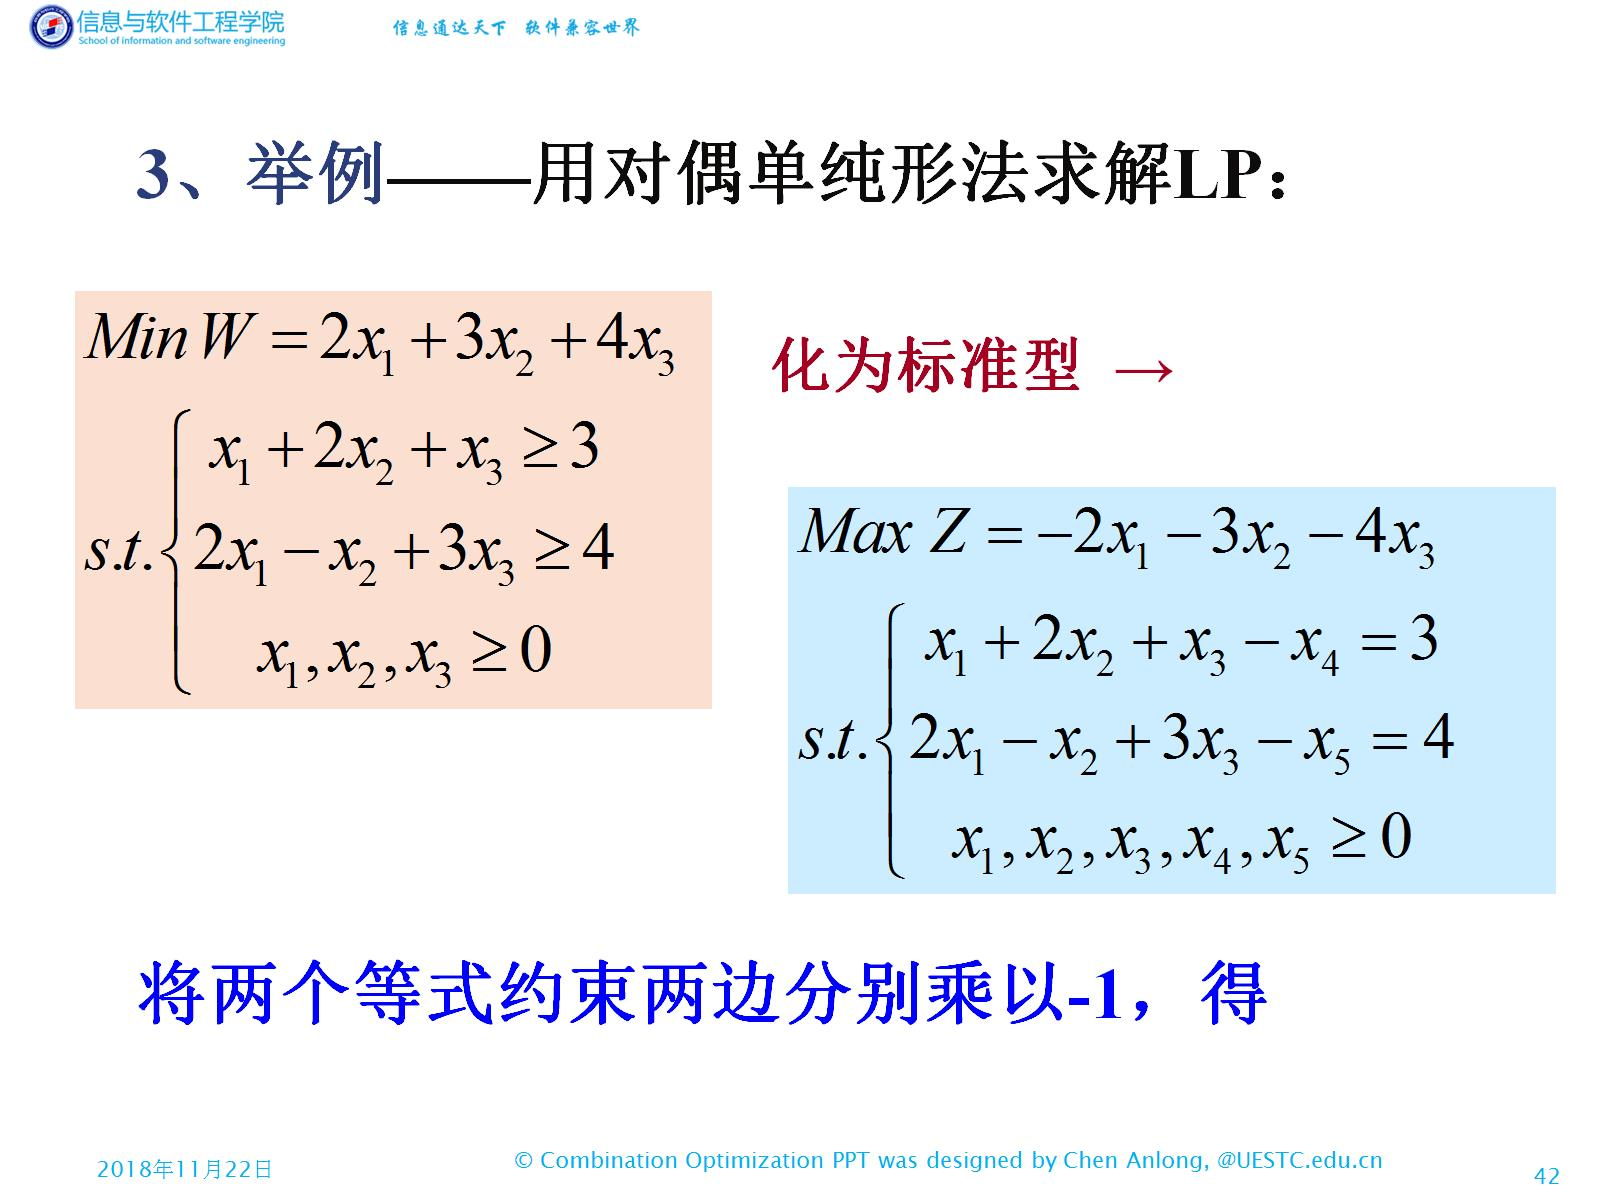 信息与软件工程学院
School of information and software engineering
信息通达天下 软件兼容世界
3、举例——用对偶单纯形法求解LP：
Min W = 2x₁ + 3x₂ + 4x₃
x₁ + 2x₂ + x₃ ≥ 3
s.t. 2x₁ − x₂ + 3x₃ ≥ 4
x₁, x₂, x₃ ≥ 0
化为标准型 →
Max Z = −2x₁ − 3x₂ − 4x₃
x₁ + 2x₂ + x₃ − x₄ = 3
s.t. 2x₁ − x₂ + 3x₃ − x₅ = 4
x₁, x₂, x₃, x₄, x₅ ≥ 0
将两个等式约束两边分别乘以-1，得
2018年11月22日
© Combination Optimization PPT was designed by Chen Anlong, @UESTC.edu.cn
42